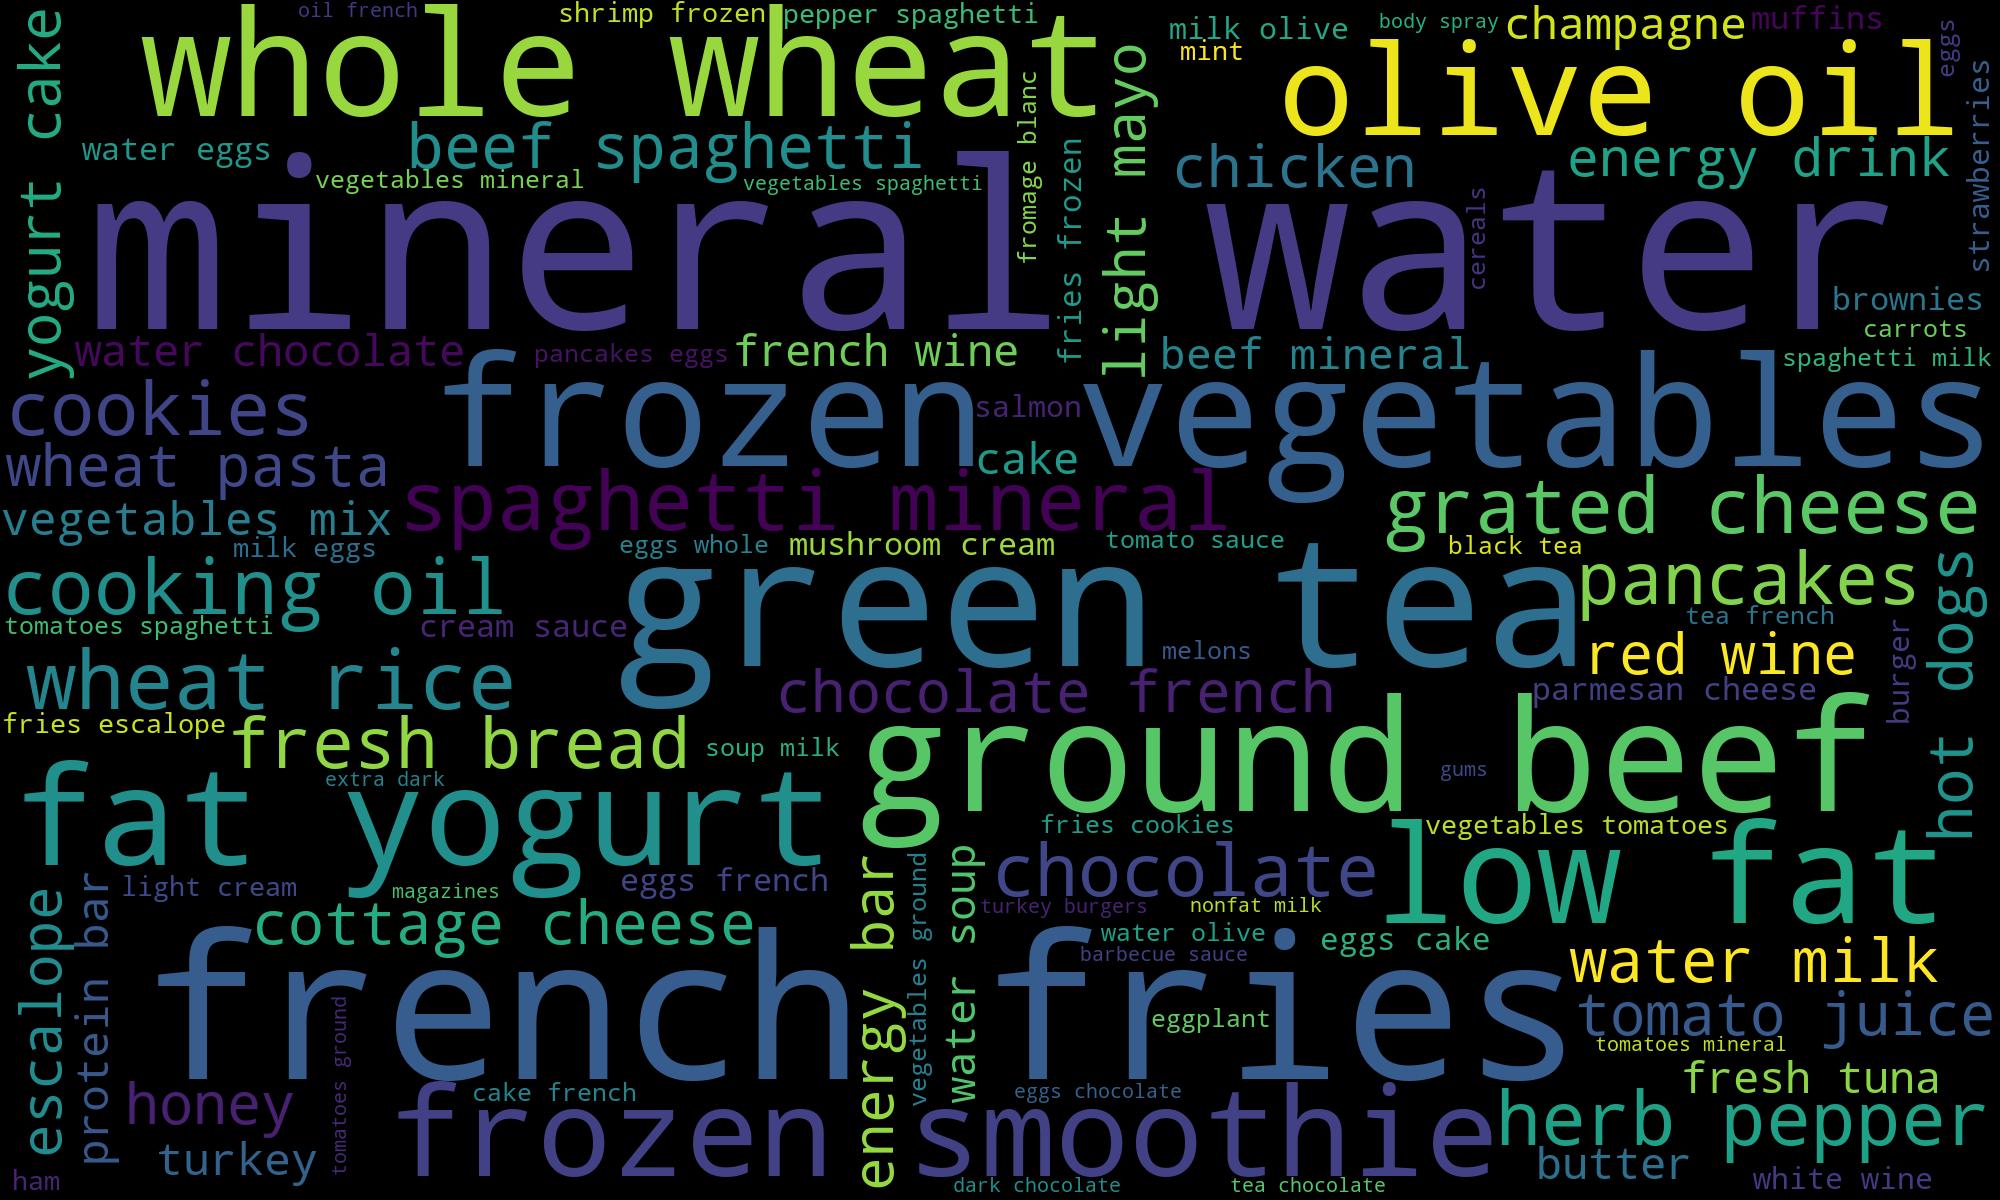 oil french
shrimp frozen
pepper spaghetti
milk olive
body spray
champagne
muffins
yogurt cake
whole wheat
mint
olive oil
eggs
strawberries
water eggs
beef spaghetti
fromage blanc
fries frozen
light mayo
chicken
energy drink
vegetables mineral
vegetables spaghetti
mineral water
cereals
brownies
carrots
water chocolate
pancakes eggs
french wine
beef mineral
spaghetti milk
cookies
frozen vegetables
salmon
cake
wheat pasta
spaghetti mineral
grated cheese
vegetables mix
milk eggs
eggs whole
mushroom cream
tomato sauce
black tea
cooking oil
green tea
pancakes
hot dogs
tomatoes spaghetti
cream sauce
tea french
wheat rice
melons
red wine
burger
chocolate french
parmesan cheese
fries escalope
fresh bread
soup milk
ground beef
gums
extra dark
fat yogurt
fries cookies
vegetables tomatoes
light cream
magazines
eggs french
energy bar
vegetables ground
water soup
chocolate
low fat
escalope
protein bar
turkey burgers
nonfat milk
cottage cheese
water olive
eggs cake
barbecue sauce
water milk
french fries
eggplant
tomato juice
tomatoes ground
tomatoes mineral
fresh tuna
honey
cake french
eggs chocolate
frozen smoothie
herb pepper
turkey
butter
ham
dark chocolate
tea chocolate
white wine